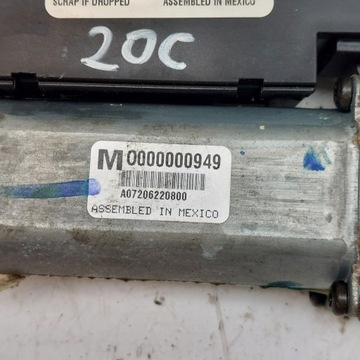 SCRAP IF DROPPED ASSEMBLED IN MEXICO
20C
M0000000949
A07206220800
ASSEMBLED IN MEXICO